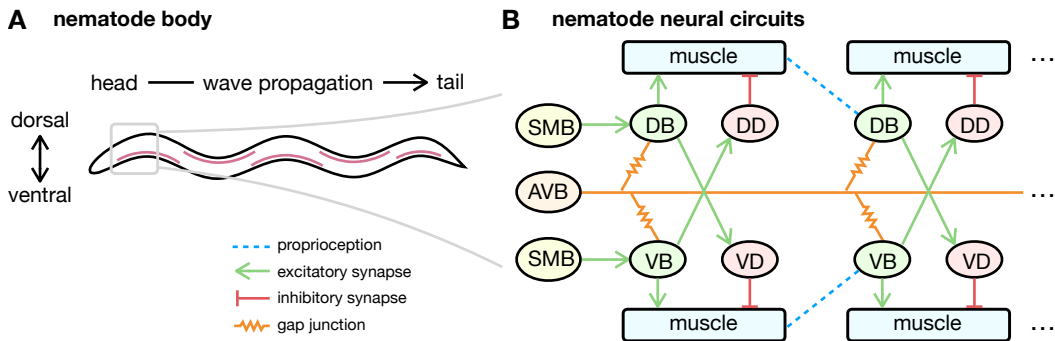 A nematode body
head wave propagation tail
dorsal
ventral
proprioception
excitatory synapse
inhibitory synapse
gap junction
B nematode neural circuits
muscle muscle ...
SMB DB DD DB DD ...
AVB ...
SMB VB VD VB VD ...
muscle muscle ...